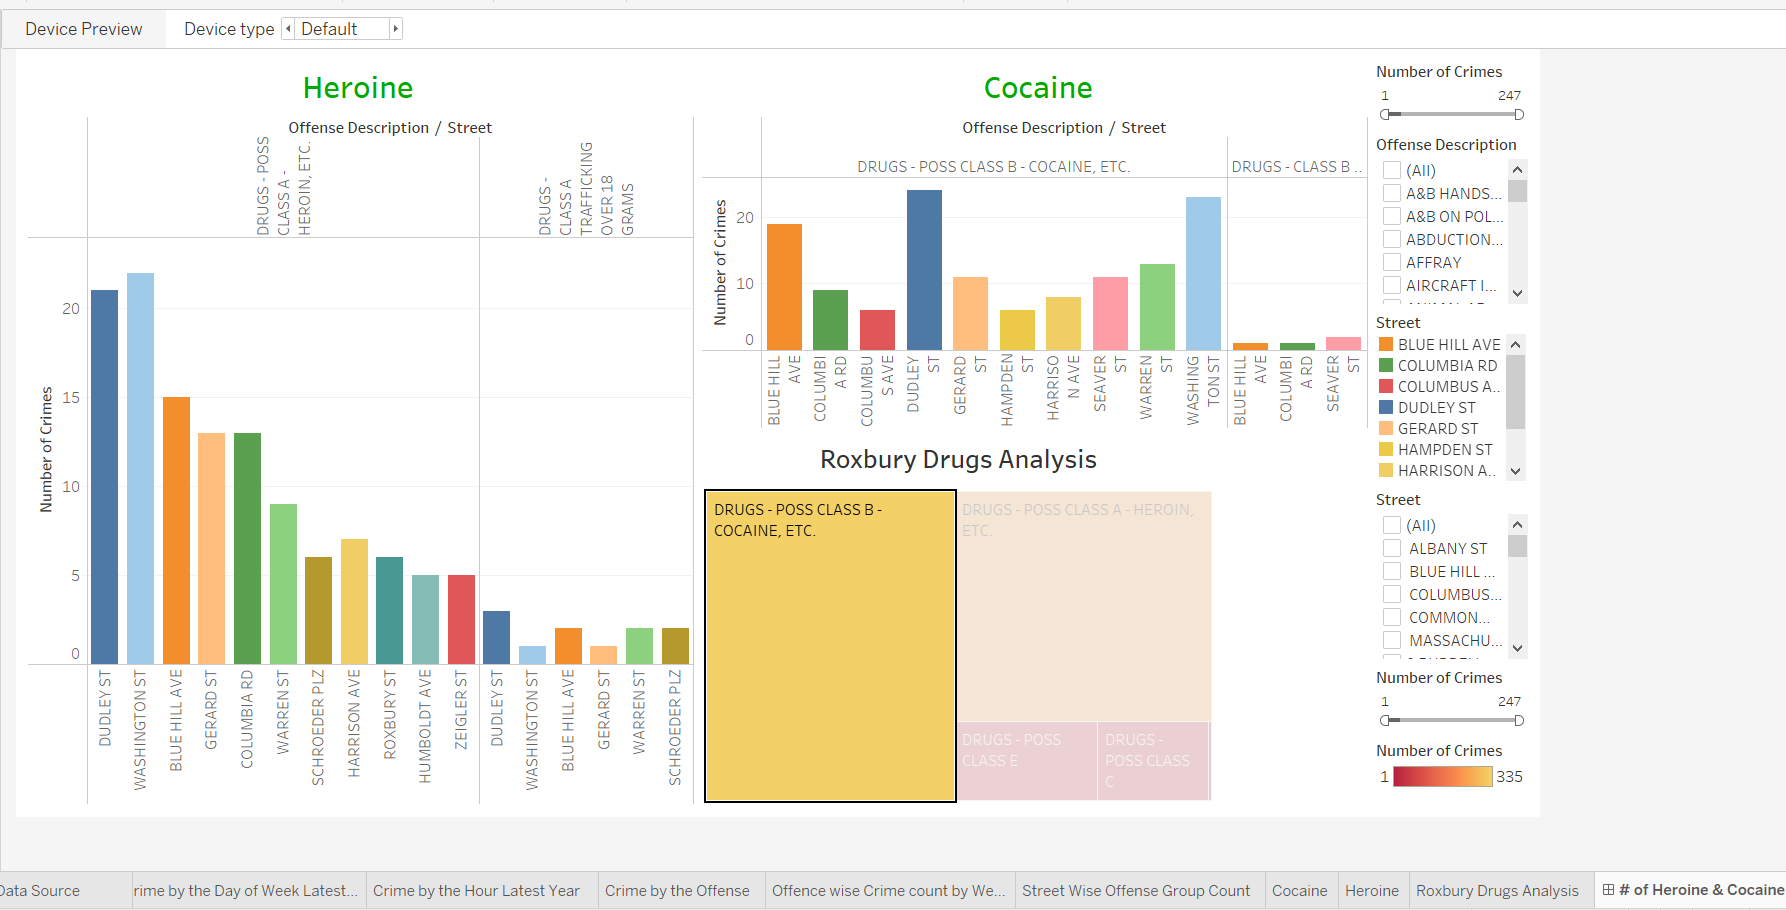 Device Preview
Device type
Default
Heroine
Offense Description / Street
DRUGS - POSS
CLASS A -
HEROIN, ETC.
DRUGS -
CLASS A
TRAFFICKING
OVER 18
GRAMS
Number of Crimes
20
15
10
5
0
DUDLEY ST
WASHINGTON ST
BLUE HILL AVE
GERARD ST
COLUMBIA RD
WARREN ST
SCHROEDER PLZ
HARRISON AVE
ROXBURY ST
HUMBOLDT AVE
ZEIGLER ST
DUDLEY ST
WASHINGTON ST
BLUE HILL AVE
GERARD ST
WARREN ST
SCHROEDER PLZ
Cocaine
Offense Description / Street
DRUGS - POSS CLASS B - COCAINE, ETC.
DRUGS - CLASS B ..
Number of Crimes
20
10
0
BLUE HILL
AVE
COLUMBI
A RD
COLUMBU
S AVE
DUDLEY
ST
GERARD
ST
HAMPDEN
ST
HARRISO
N AVE
SEAVER
ST
WARREN
ST
WASHING
TON ST
BLUE HILL
AVE
COLUMBI
A RD
SEAVER
ST
Roxbury Drugs Analysis
DRUGS - POSS CLASS B -
COCAINE, ETC.
DRUGS - POSS CLASS A - HEROIN,
ETC.
DRUGS - POSS
CLASS E
DRUGS -
POSS CLASS
C
Number of Crimes
1 247
Offense Description
(All)
A&B HANDS...
A&B ON POL...
ABDUCTION...
AFFRAY
AIRCRAFT I...
Street
BLUE HILL AVE
COLUMBIA RD
COLUMBUS A..
DUDLEY ST
GERARD ST
HAMPDEN ST
HARRISON A..
Street
(All)
ALBANY ST
BLUE HILL ...
COLUMBUS...
COMMON...
MASSACHU...
Number of Crimes
1 247
Number of Crimes
1 335
Data Source
rime by the Day of Week Latest...
Crime by the Hour Latest Year
Crime by the Offense
Offence wise Crime count by We...
Street Wise Offense Group Count
Cocaine
Heroine
Roxbury Drugs Analysis
# of Heroine & Cocaine